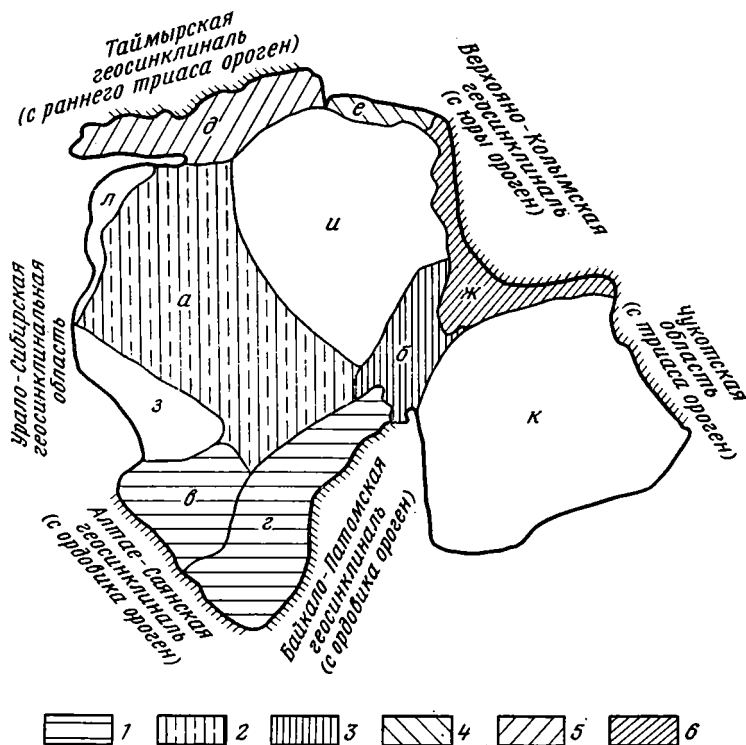 Таймырская
геосинклиналь
(с раннего триаса ороген)
Верхояно-Колымская
геосинклиналь
(с юры ороген)
д
е
л
и
а
ж
Чукотская
область
(с триаса ороген)
Урало-Сибирская
геосинклинальная
область
б
з
к
в
г
Алтае-Саянская
геосинклиналь
(с ордовика ороген)
Байкало-Патомская
геосинклиналь
(с ордовика ороген)
1 2 3 4 5 6